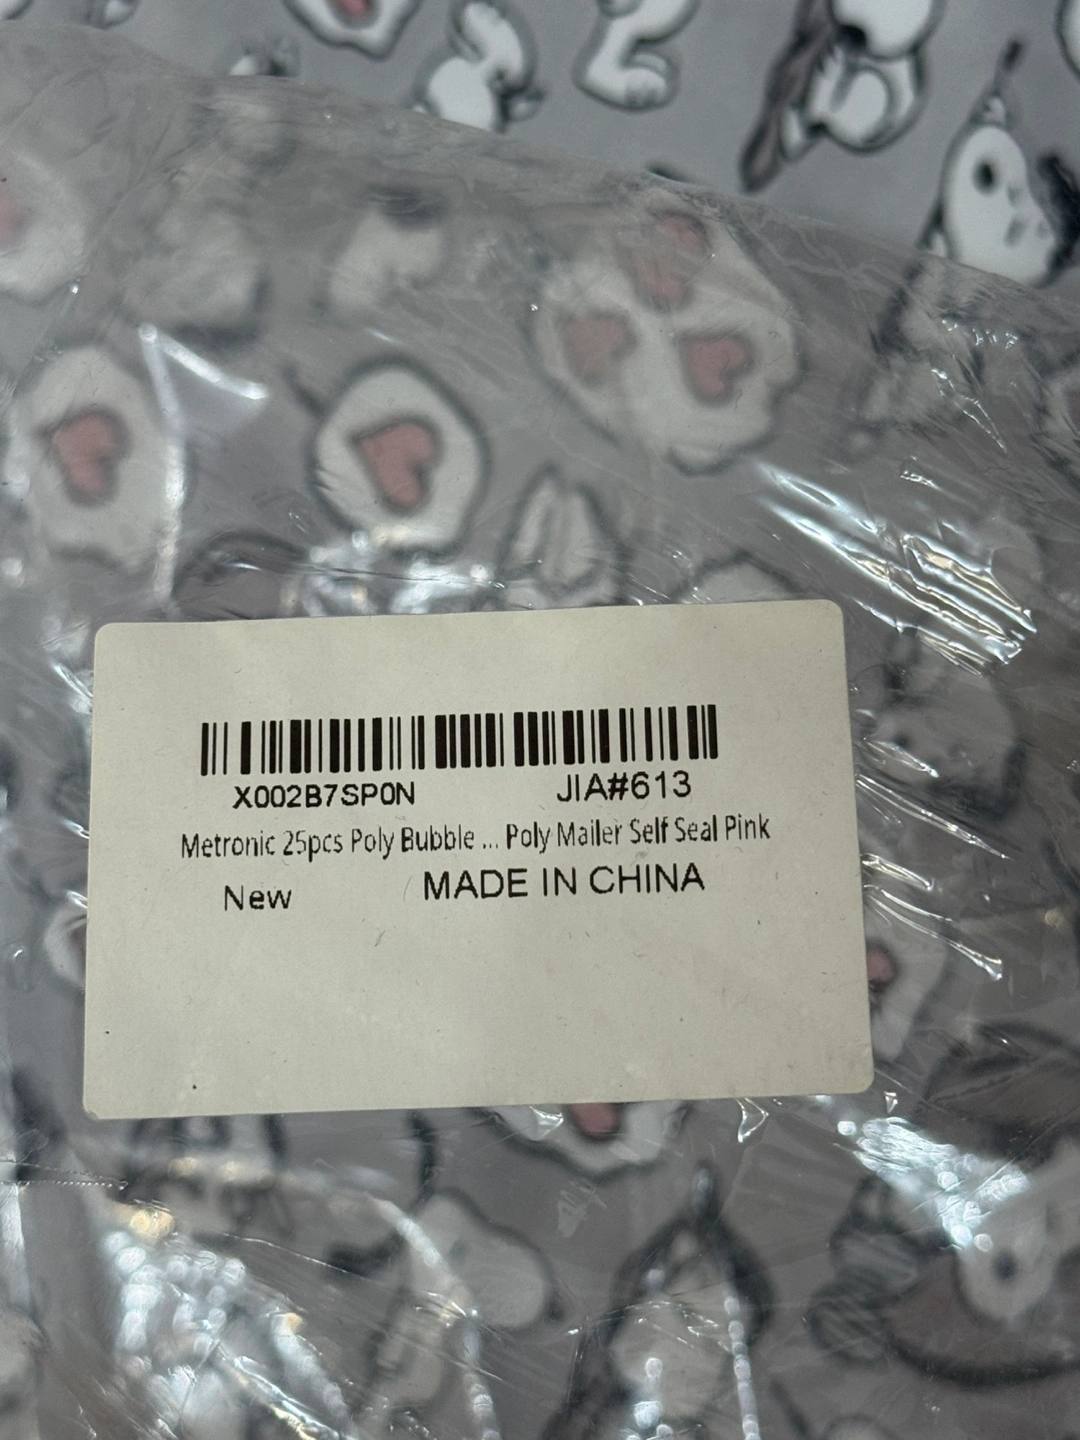 X002B7SP0N JIA#613
Metronic 25pcs Poly Bubble ... Poly Mailer Self Seal Pink
New MADE IN CHINA